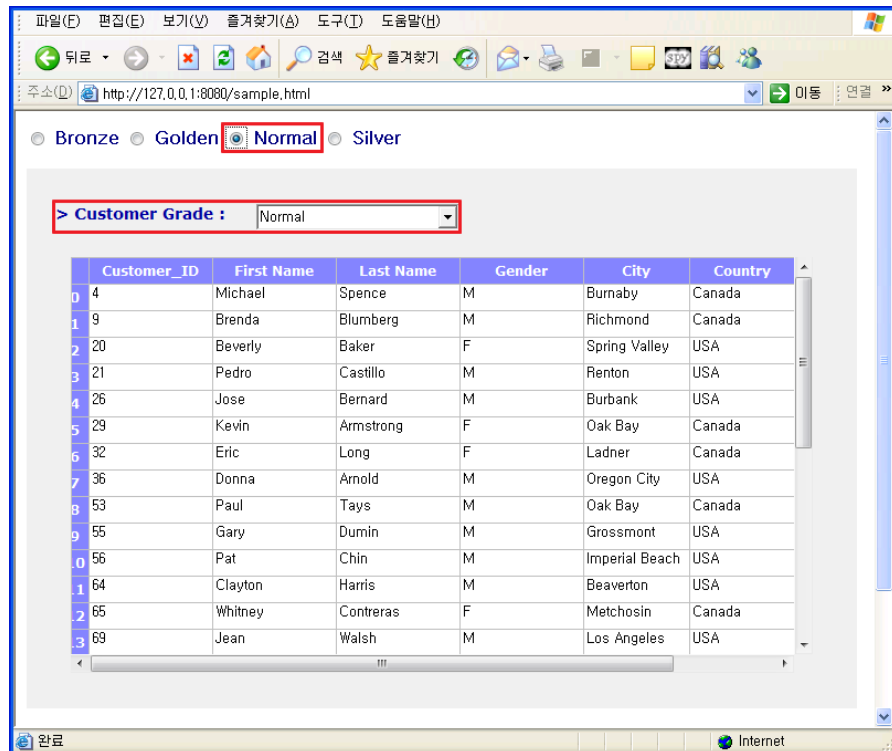 파일(F) 편집(E) 보기(V) 즐겨찾기(A) 도구(T) 도움말(H)
뒤로 검색 즐겨찾기 spy
주소(D) http://127.0.0.1:8080/sample.html 이동 연결 »
Bronze Golden Normal Silver
> Customer Grade : Normal
Customer_ID First Name Last Name Gender City Country
0 4 Michael Spence M Burnaby Canada
1 9 Brenda Blumberg M Richmond Canada
2 20 Beverly Baker F Spring Valley USA
3 21 Pedro Castillo M Renton USA
4 26 Jose Bernard M Burbank USA
5 29 Kevin Armstrong F Oak Bay Canada
6 32 Eric Long F Ladner Canada
7 36 Donna Arnold M Oregon City USA
8 53 Paul Tays M Oak Bay Canada
9 55 Gary Dumin M Grossmont USA
.0 56 Pat Chin M Imperial Beach USA
.1 64 Clayton Harris M Beaverton USA
.2 65 Whitney Contreras F Metchosin Canada
.3 69 Jean Walsh M Los Angeles USA
완료 Internet